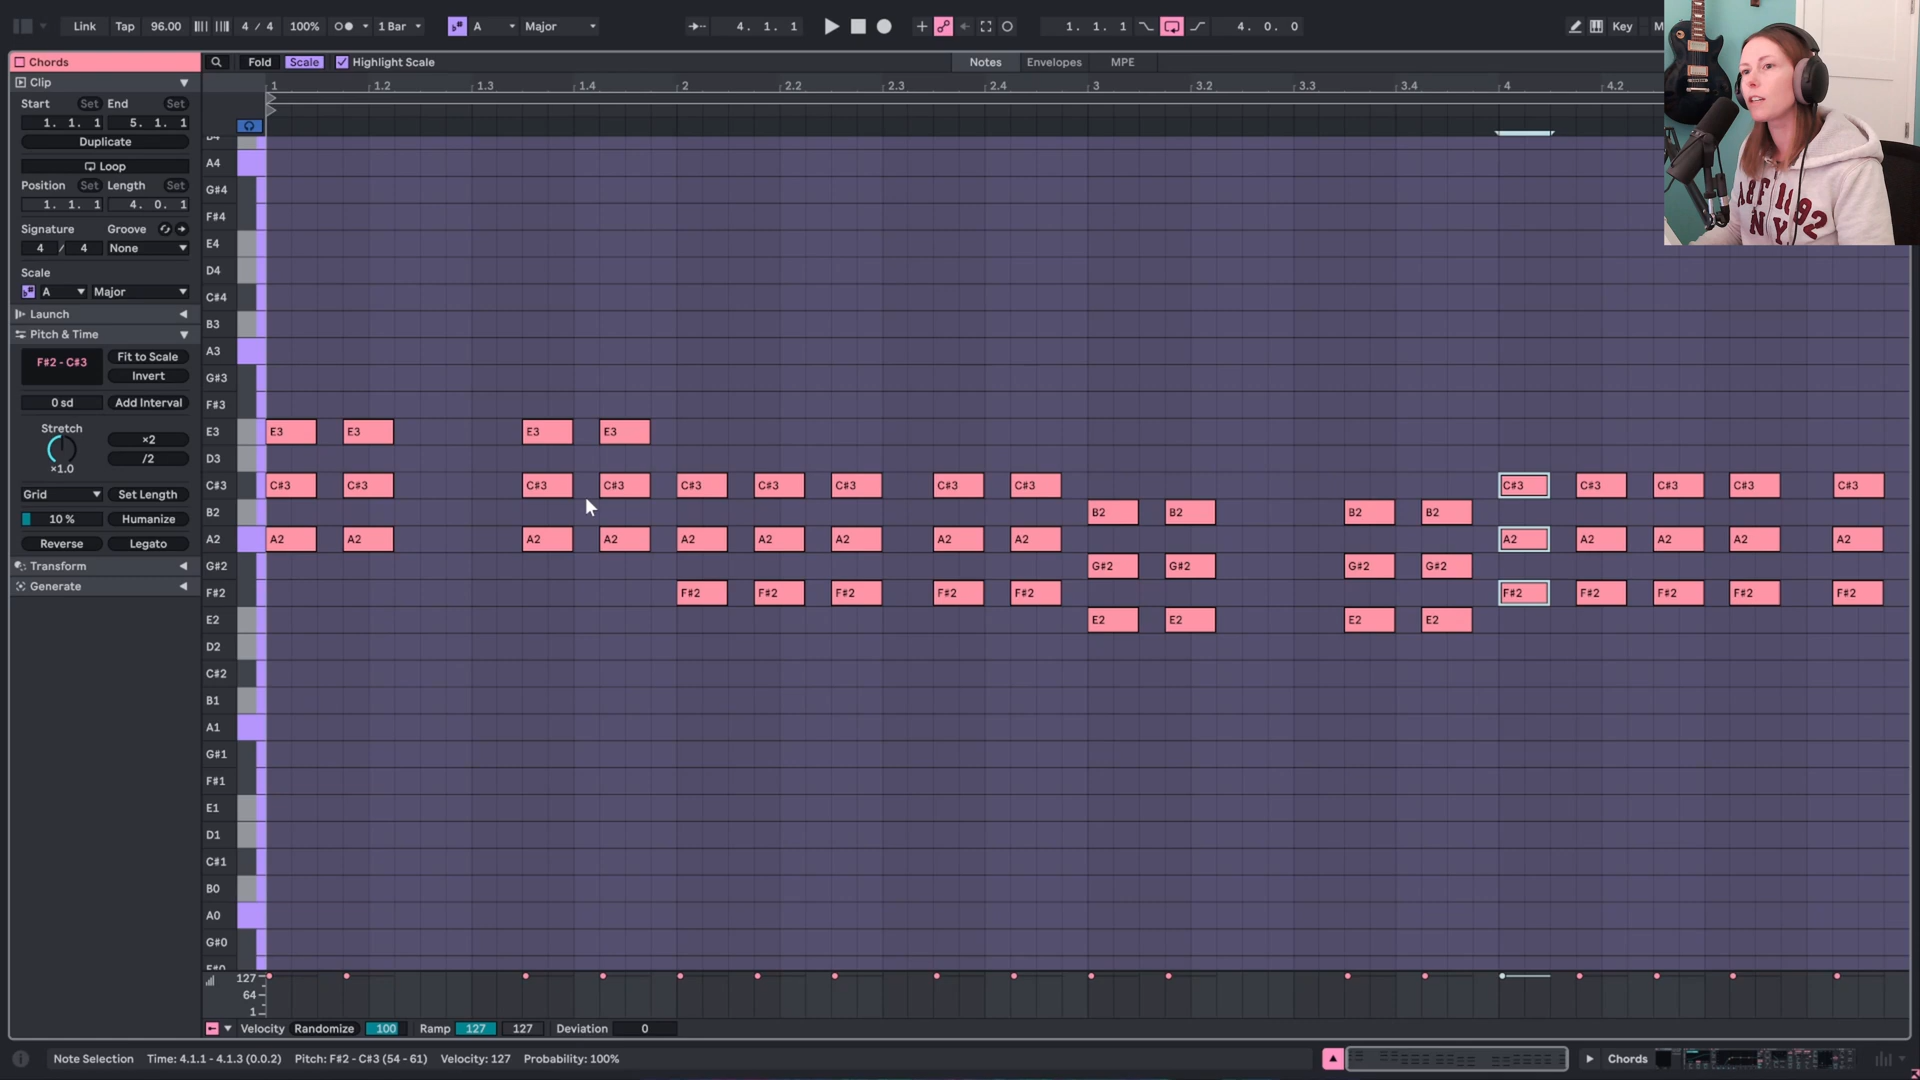 Link Tap 96.00 4 / 4 100% 1 Bar A Major 4. 1. 1 1. 1. 1 4. 0. 0 Key
Chords Fold Scale Highlight Scale Notes Envelopes MPE
Clip
Start Set End Set
1. 1. 1 5. 1. 1
Duplicate
Loop
Position Set Length Set
1. 1. 1 4. 0. 1
Signature Groove
4 / 4 None
Scale
A Major
Launch
Pitch & Time
F#2 - C#3 Fit to Scale
Invert
0 sd Add Interval
Stretch
×2
/2
×1.0
Grid Set Length
10 % Humanize
Reverse Legato
Transform
Generate
1 1.2 1.3 1.4 2 2.2 2.3 2.4 3 3.2 3.3 3.4 4 4.2
A4
G#4
F#4
E4
D4
C#4
B3
A3
G#3
F#3
E3 E3 E3 E3 E3
D3
C#3 C#3 C#3 C#3 C#3 C#3 C#3 C#3 C#3 C#3 C#3 C#3 C#3 C#3 C#3
B2 B2 B2 B2 B2
A2 A2 A2 A2 A2 A2 A2 A2 A2 A2 A2 A2 A2 A2 A2
G#2 G#2 G#2 G#2 G#2
F#2 F#2 F#2 F#2 F#2 F#2 F#2 F#2 F#2 F#2 F#2
E2 E2 E2 E2 E2
D2
C#2
B1
A1
G#1
F#1
E1
D1
C#1
B0
A0
G#0
127
64
1
Velocity Randomize 100 Ramp 127 127 Deviation 0
Note Selection Time: 4.1.1 - 4.1.3 (0.0.2) Pitch: F#2 - C#3 (54 - 61) Velocity: 127 Probability: 100% Chords
A&F 1892
N.Y.